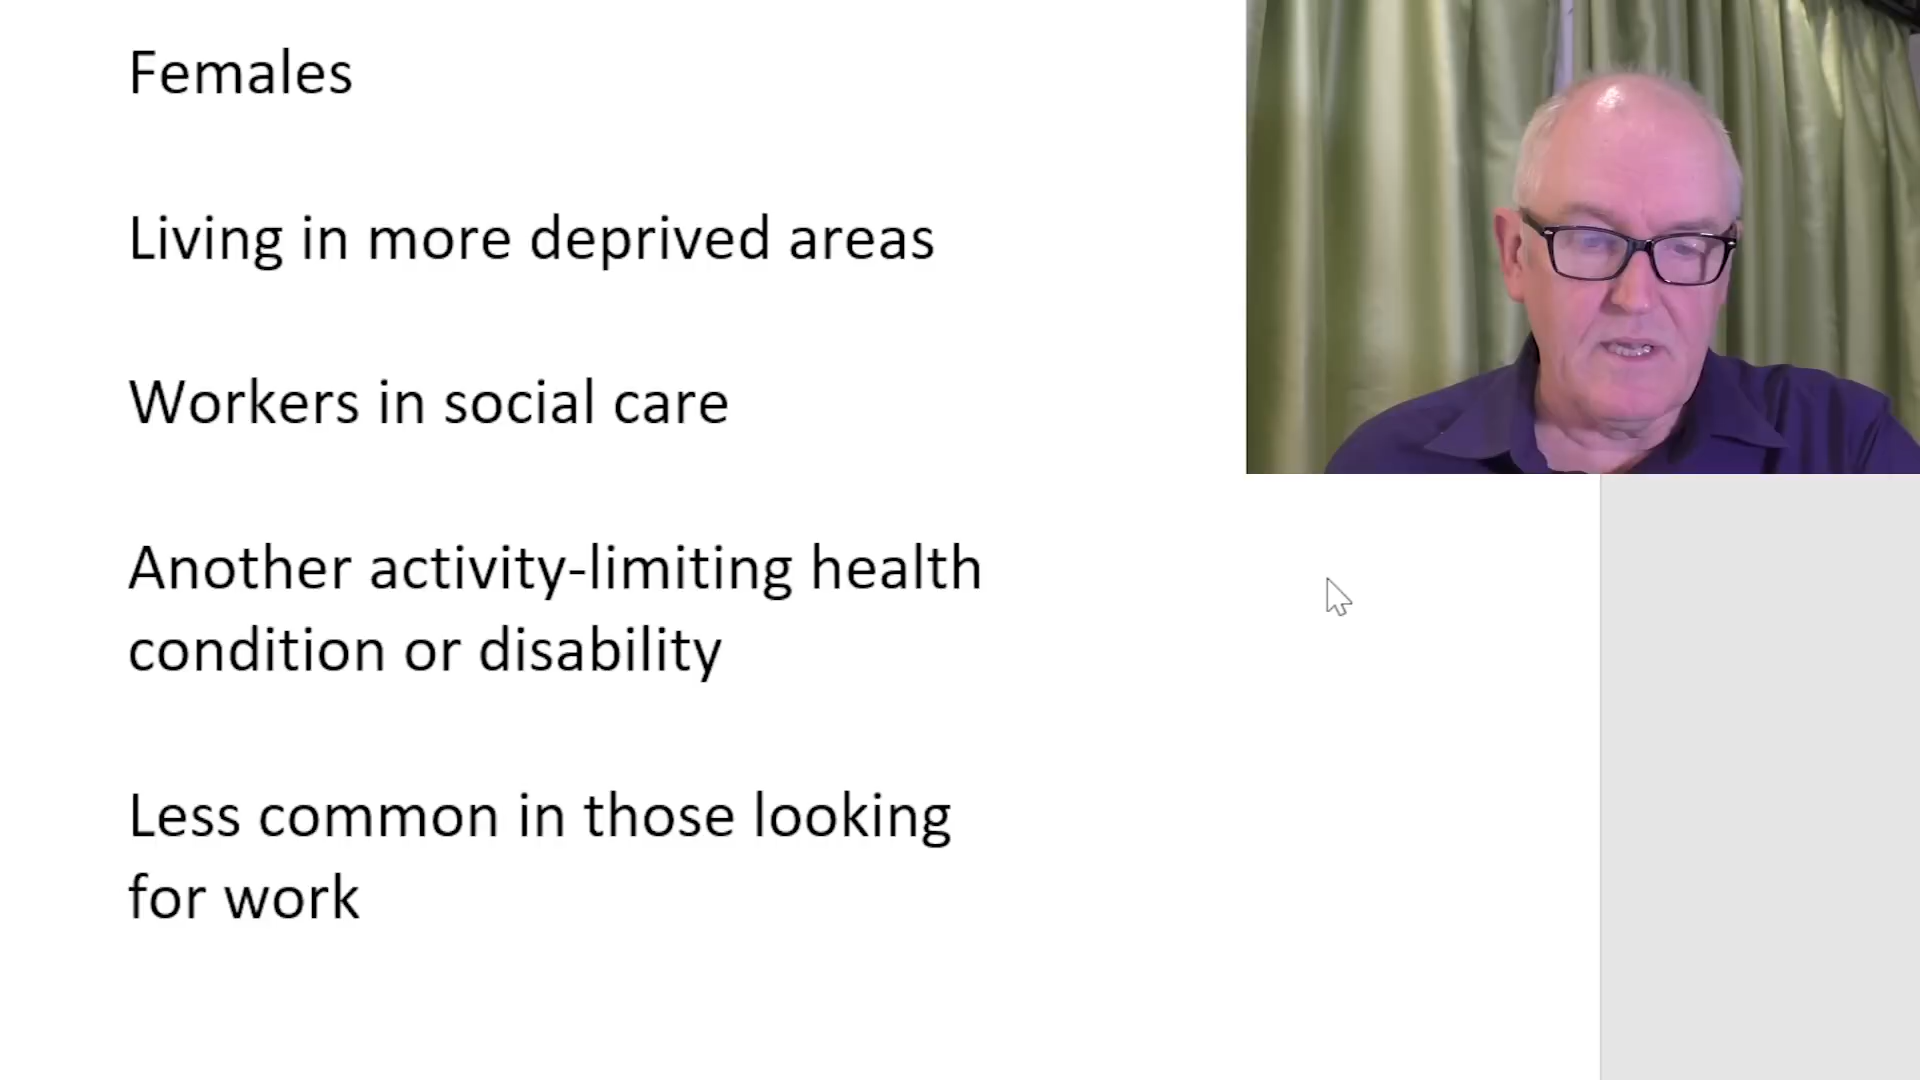 Females
Living in more deprived areas
Workers in social care
Another activity-limiting health
condition or disability
Less common in those looking
for work